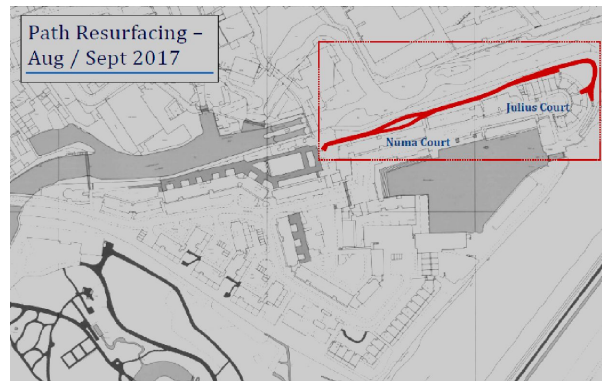 Path Resurfacing –
Aug / Sept 2017
Julius Court
Numa Court